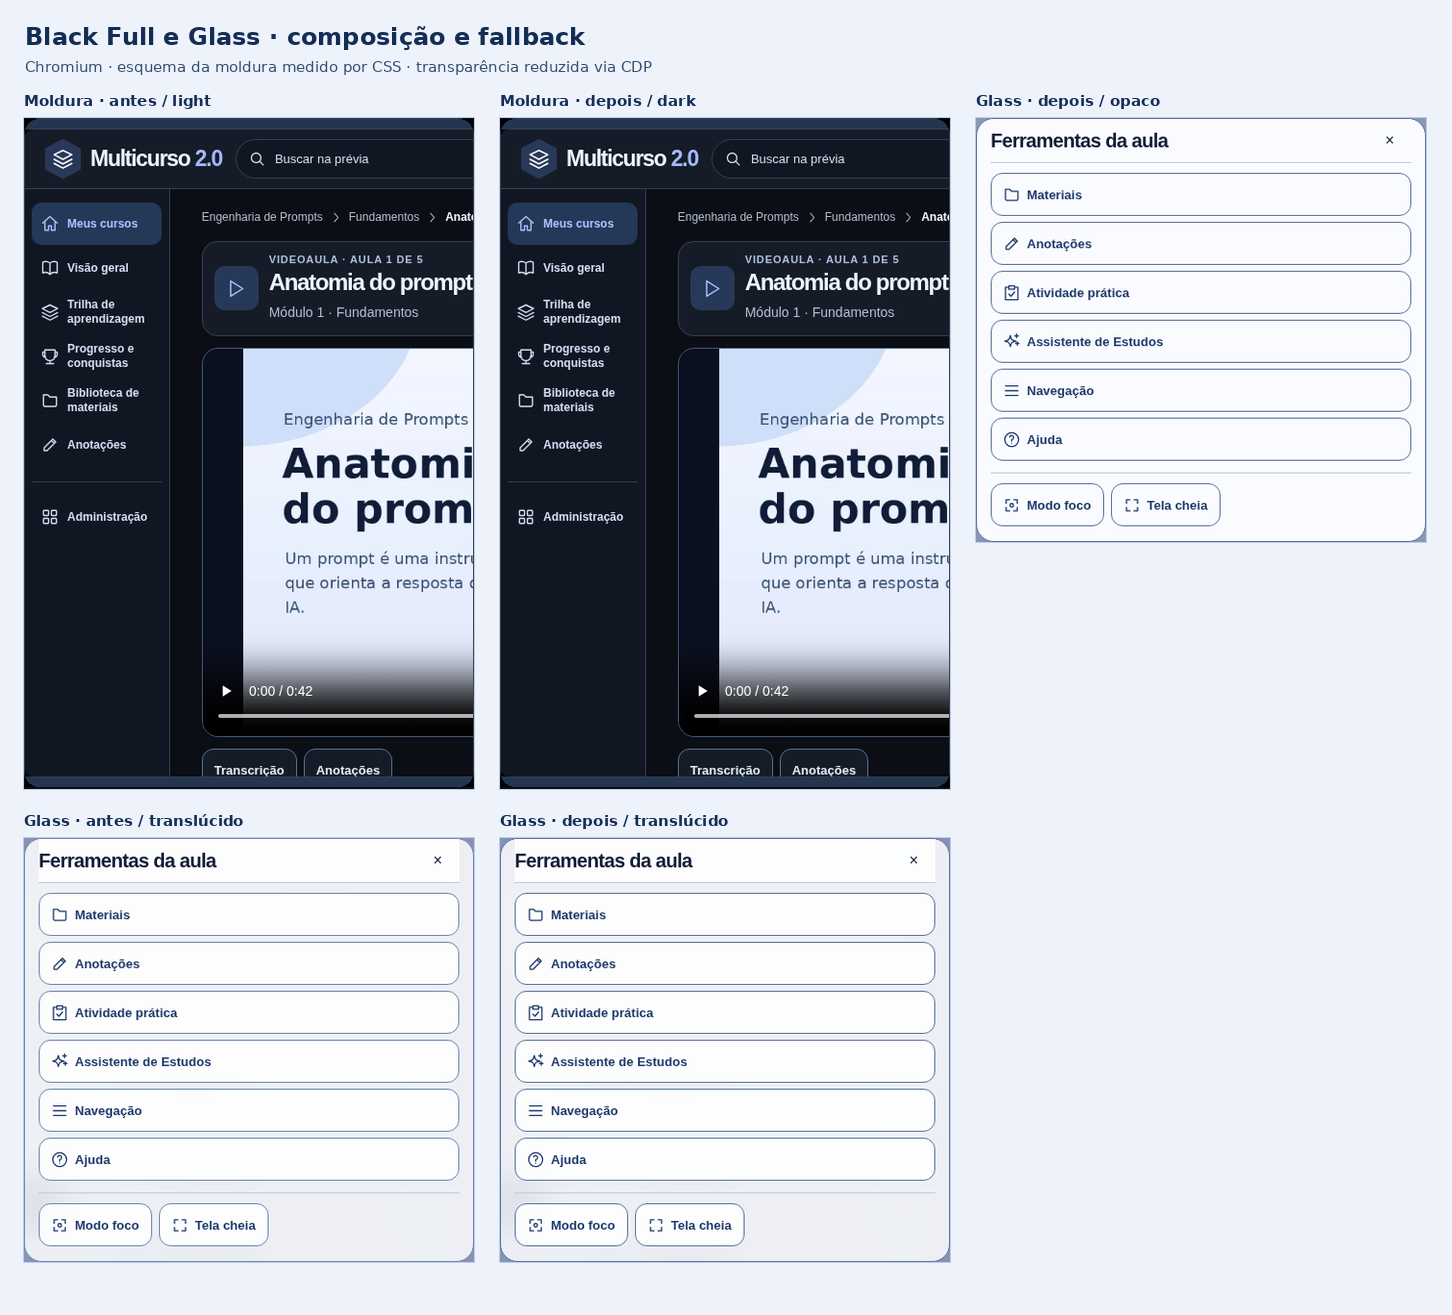 Black Full e Glass · composição e fallback
Chromium · esquema da moldura medido por CSS · transparência reduzida via CDP
Moldura · antes / light
Multicurso 2.0
Buscar na prévia
Meus cursos
Visão geral
Trilha de
aprendizagem
Progresso e
conquistas
Biblioteca de
materiais
Anotações
Administração
Engenharia de Prompts
Fundamentos
VIDEOAULA · AULA 1 DE 5
Anatomia do prompt
Módulo 1 · Fundamentos
Engenharia de Prompts
Anatomi
do prom
Um prompt é uma instru
que orienta a resposta
IA.
0:00 / 0:42
Transcrição
Anotações
Moldura · depois / dark
Multicurso 2.0
Buscar na prévia
Meus cursos
Visão geral
Trilha de
aprendizagem
Progresso e
conquistas
Biblioteca de
materiais
Anotações
Administração
Engenharia de Prompts
Fundamentos
VIDEOAULA · AULA 1 DE 5
Anatomia do prompt
Módulo 1 · Fundamentos
Engenharia de Prompts
Anatomi
do prom
Um prompt é uma instru
que orienta a resposta
IA.
0:00 / 0:42
Transcrição
Anotações
Glass · depois / opaco
Ferramentas da aula ×
Materiais
Anotações
Atividade prática
Assistente de Estudos
Navegação
Ajuda
Modo foco
Tela cheia
Glass · antes / translúcido
Ferramentas da aula ×
Materiais
Anotações
Atividade prática
Assistente de Estudos
Navegação
Ajuda
Modo foco
Tela cheia
Glass · depois / translúcido
Ferramentas da aula ×
Materiais
Anotações
Atividade prática
Assistente de Estudos
Navegação
Ajuda
Modo foco
Tela cheia